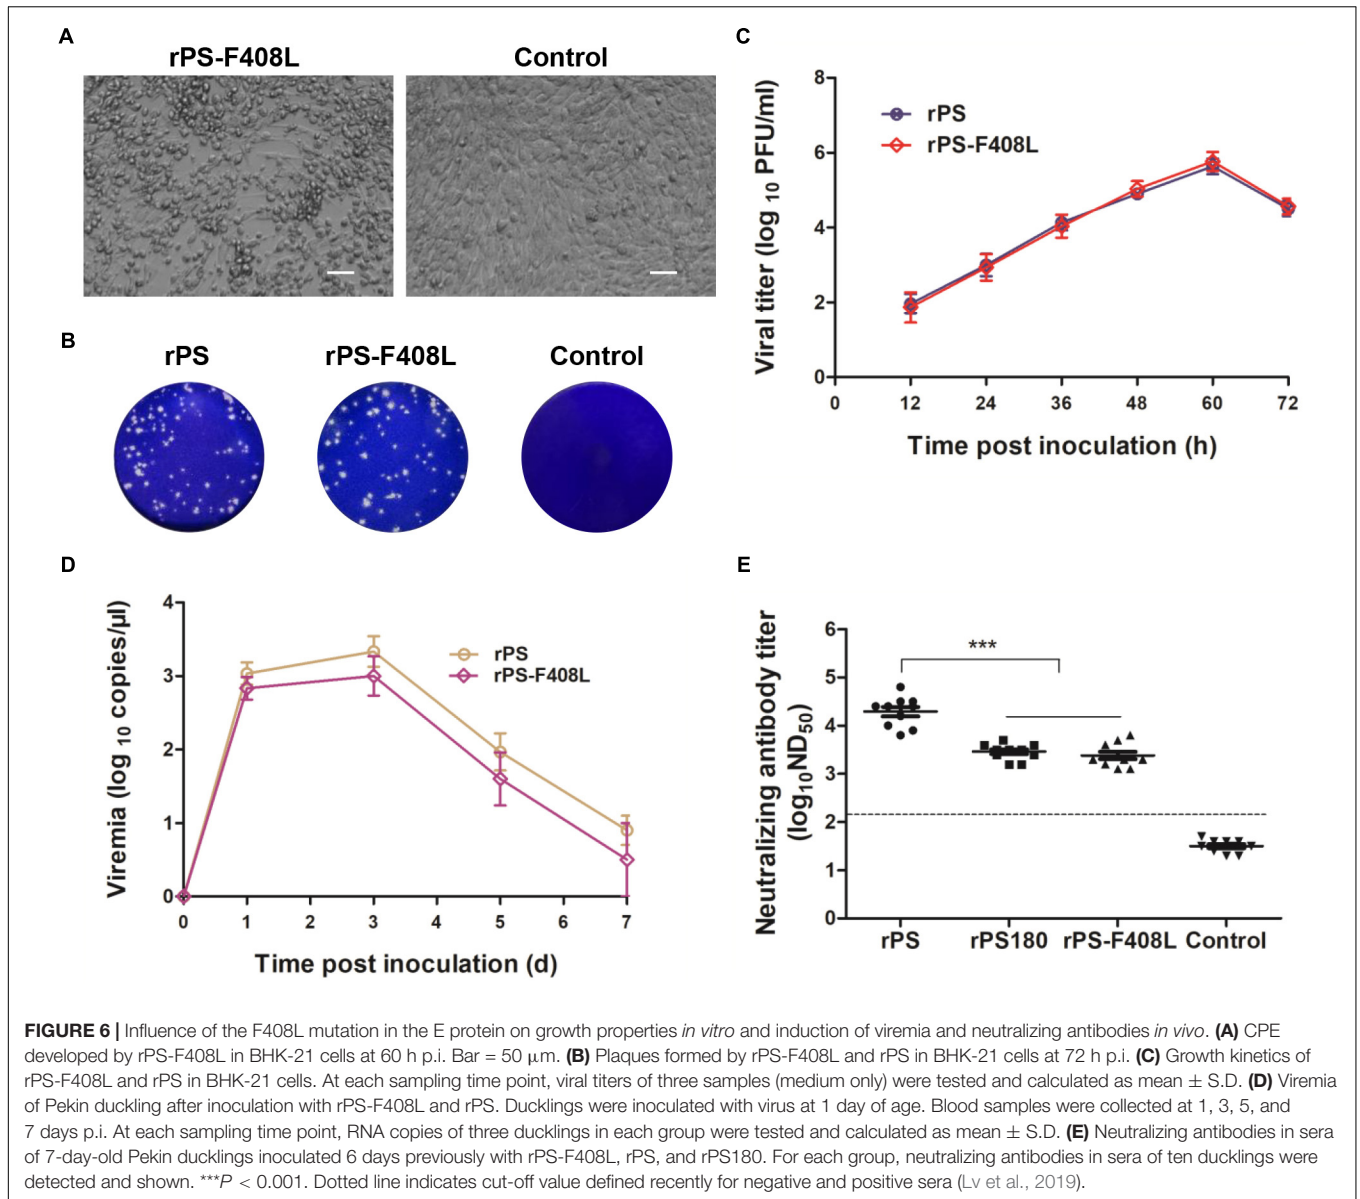 A
rPS-F408L
Control
B
rPS
rPS-F408L
Control
C
Viral titer (log 10 PFU/ml)
8
6
4
2
0
rPS
rPS-F408L
0 12 24 36 48 60 72
Time post inoculation (h)
D
Viremia (log 10 copies/µl)
4
3
2
1
0
rPS
rPS-F408L
0 1 2 3 4 5 6 7
Time post inoculation (d)
E
Neutralizing antibody titer
(log10ND50)
6
5
4
3
2
1
0
***
rPS rPS180 rPS-F408L Control
FIGURE 6 | Influence of the F408L mutation in the E protein on growth properties in vitro and induction of viremia and neutralizing antibodies in vivo. (A) CPE
developed by rPS-F408L in BHK-21 cells at 60 h p.i. Bar = 50 µm. (B) Plaques formed by rPS-F408L and rPS in BHK-21 cells at 72 h p.i. (C) Growth kinetics of
rPS-F408L and rPS in BHK-21 cells. At each sampling time point, viral titers of three samples (medium only) were tested and calculated as mean ± S.D. (D) Viremia
of Pekin duckling after inoculation with rPS-F408L and rPS. Ducklings were inoculated with virus at 1 day of age. Blood samples were collected at 1, 3, 5, and
7 days p.i. At each sampling time point, RNA copies of three ducklings in each group were tested and calculated as mean ± S.D. (E) Neutralizing antibodies in sera
of 7-day-old Pekin ducklings inoculated 6 days previously with rPS-F408L, rPS, and rPS180. For each group, neutralizing antibodies in sera of ten ducklings were
detected and shown. ***P < 0.001. Dotted line indicates cut-off value defined recently for negative and positive sera (Lv et al., 2019).